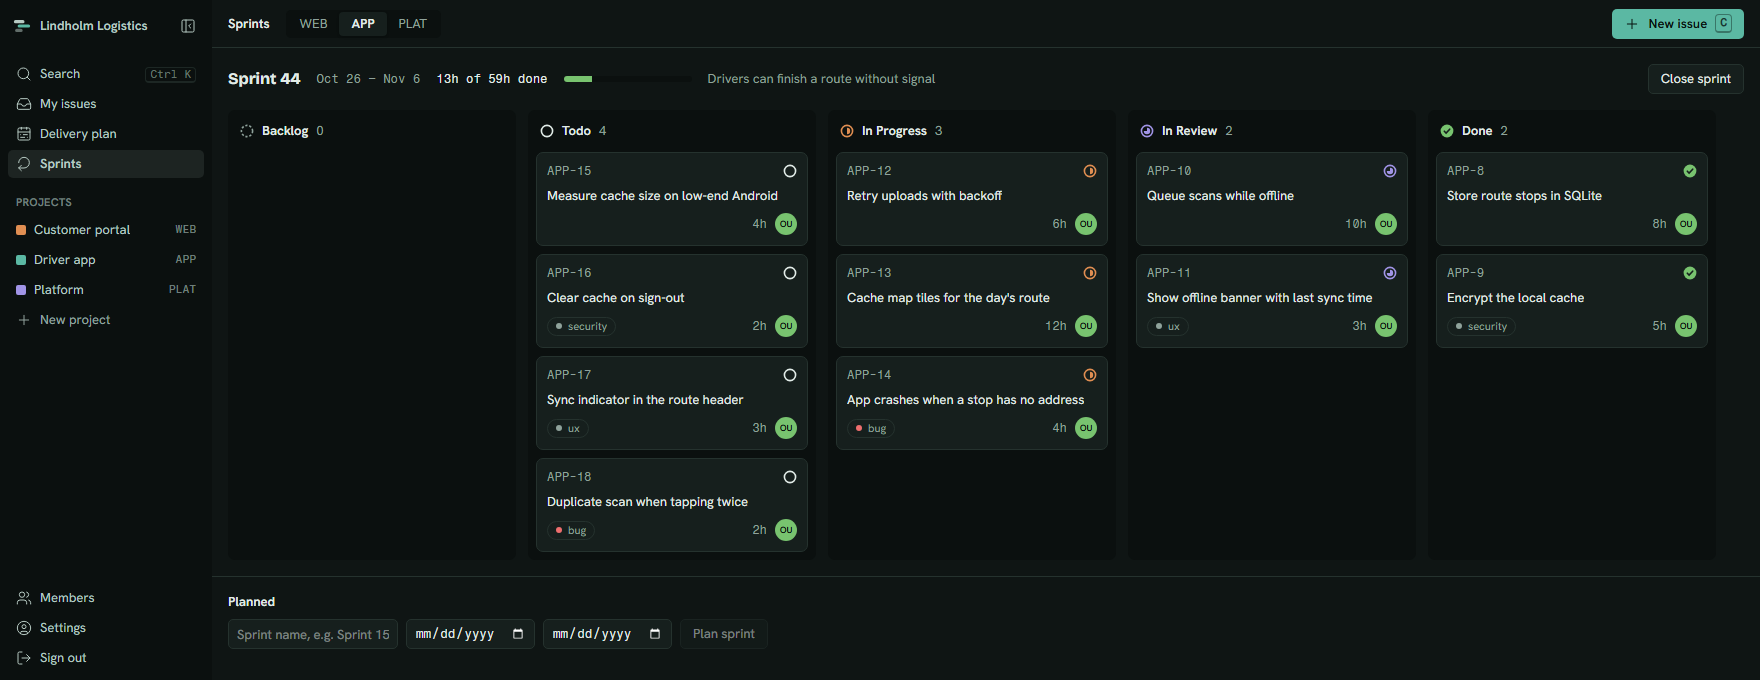 Lindholm Logistics
Search Ctrl K
My issues
Delivery plan
Sprints
PROJECTS
Customer portal WEB
Driver app APP
Platform PLAT
New project
Members
Settings
Sign out
Sprints WEB APP PLAT
New issue C
Sprint 44 Oct 26 – Nov 6 13h of 59h done Drivers can finish a route without signal
Close sprint
Backlog 0
Todo 4
APP-15
Measure cache size on low-end Android
4h OU
APP-16
Clear cache on sign-out
security 2h OU
APP-17
Sync indicator in the route header
ux 3h OU
APP-18
Duplicate scan when tapping twice
bug 2h OU
In Progress 3
APP-12
Retry uploads with backoff
6h OU
APP-13
Cache map tiles for the day's route
12h OU
APP-14
App crashes when a stop has no address
bug 4h OU
In Review 2
APP-10
Queue scans while offline
10h OU
APP-11
Show offline banner with last sync time
ux 3h OU
Done 2
APP-8
Store route stops in SQLite
8h OU
APP-9
Encrypt the local cache
security 5h OU
Planned
Sprint name, e.g. Sprint 15 mm/dd/yyyy mm/dd/yyyy Plan sprint